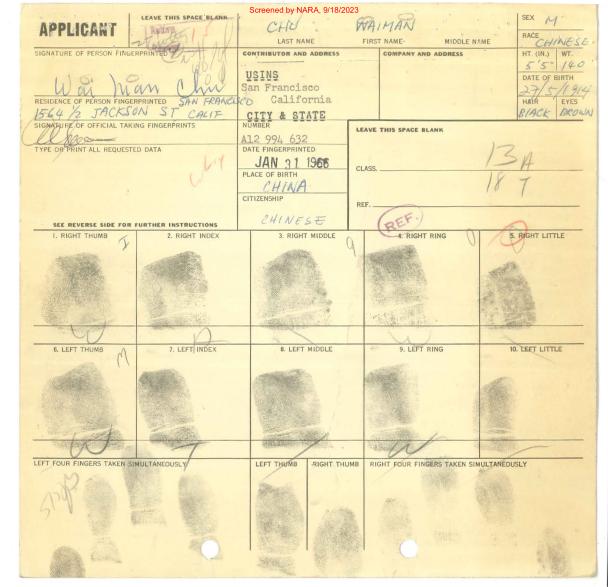 Screened by NARA, 9/18/2023
APPLICANT
LEAVE THIS SPACE BLANK
CHU WAIMAN
LAST NAME FIRST NAME MIDDLE NAME
SEX M
RACE
CHINESE
SIGNATURE OF PERSON FINGERPRINTED
Wai Man Chu
CONTRIBUTOR AND ADDRESS
USINS
San Francisco
California
CITY & STATE
COMPANY AND ADDRESS
HT. (IN.) WT.
5'5" 140
DATE OF BIRTH
27/5/1914
HAIR EYES
BLACK BROWN
RESIDENCE OF PERSON FINGERPRINTED SAN FRANCISCO
1564 1/2 JACKSON ST CALIF
SIGNATURE OF OFFICIAL TAKING FINGERPRINTS
TYPE OR PRINT ALL REQUESTED DATA
NUMBER
A12 994 632
DATE FINGERPRINTED
JAN 31 1966
PLACE OF BIRTH
CHINA
CITIZENSHIP
CHINESE
LEAVE THIS SPACE BLANK
CLASS. 13 A
18 T
REF.
REF.
SEE REVERSE SIDE FOR FURTHER INSTRUCTIONS
1. RIGHT THUMB 2. RIGHT INDEX 3. RIGHT MIDDLE 4. RIGHT RING 5. RIGHT LITTLE
6. LEFT THUMB 7. LEFT INDEX 8. LEFT MIDDLE 9. LEFT RING 10. LEFT LITTLE
LEFT FOUR FINGERS TAKEN SIMULTANEOUSLY LEFT THUMB RIGHT THUMB RIGHT FOUR FINGERS TAKEN SIMULTANEOUSLY